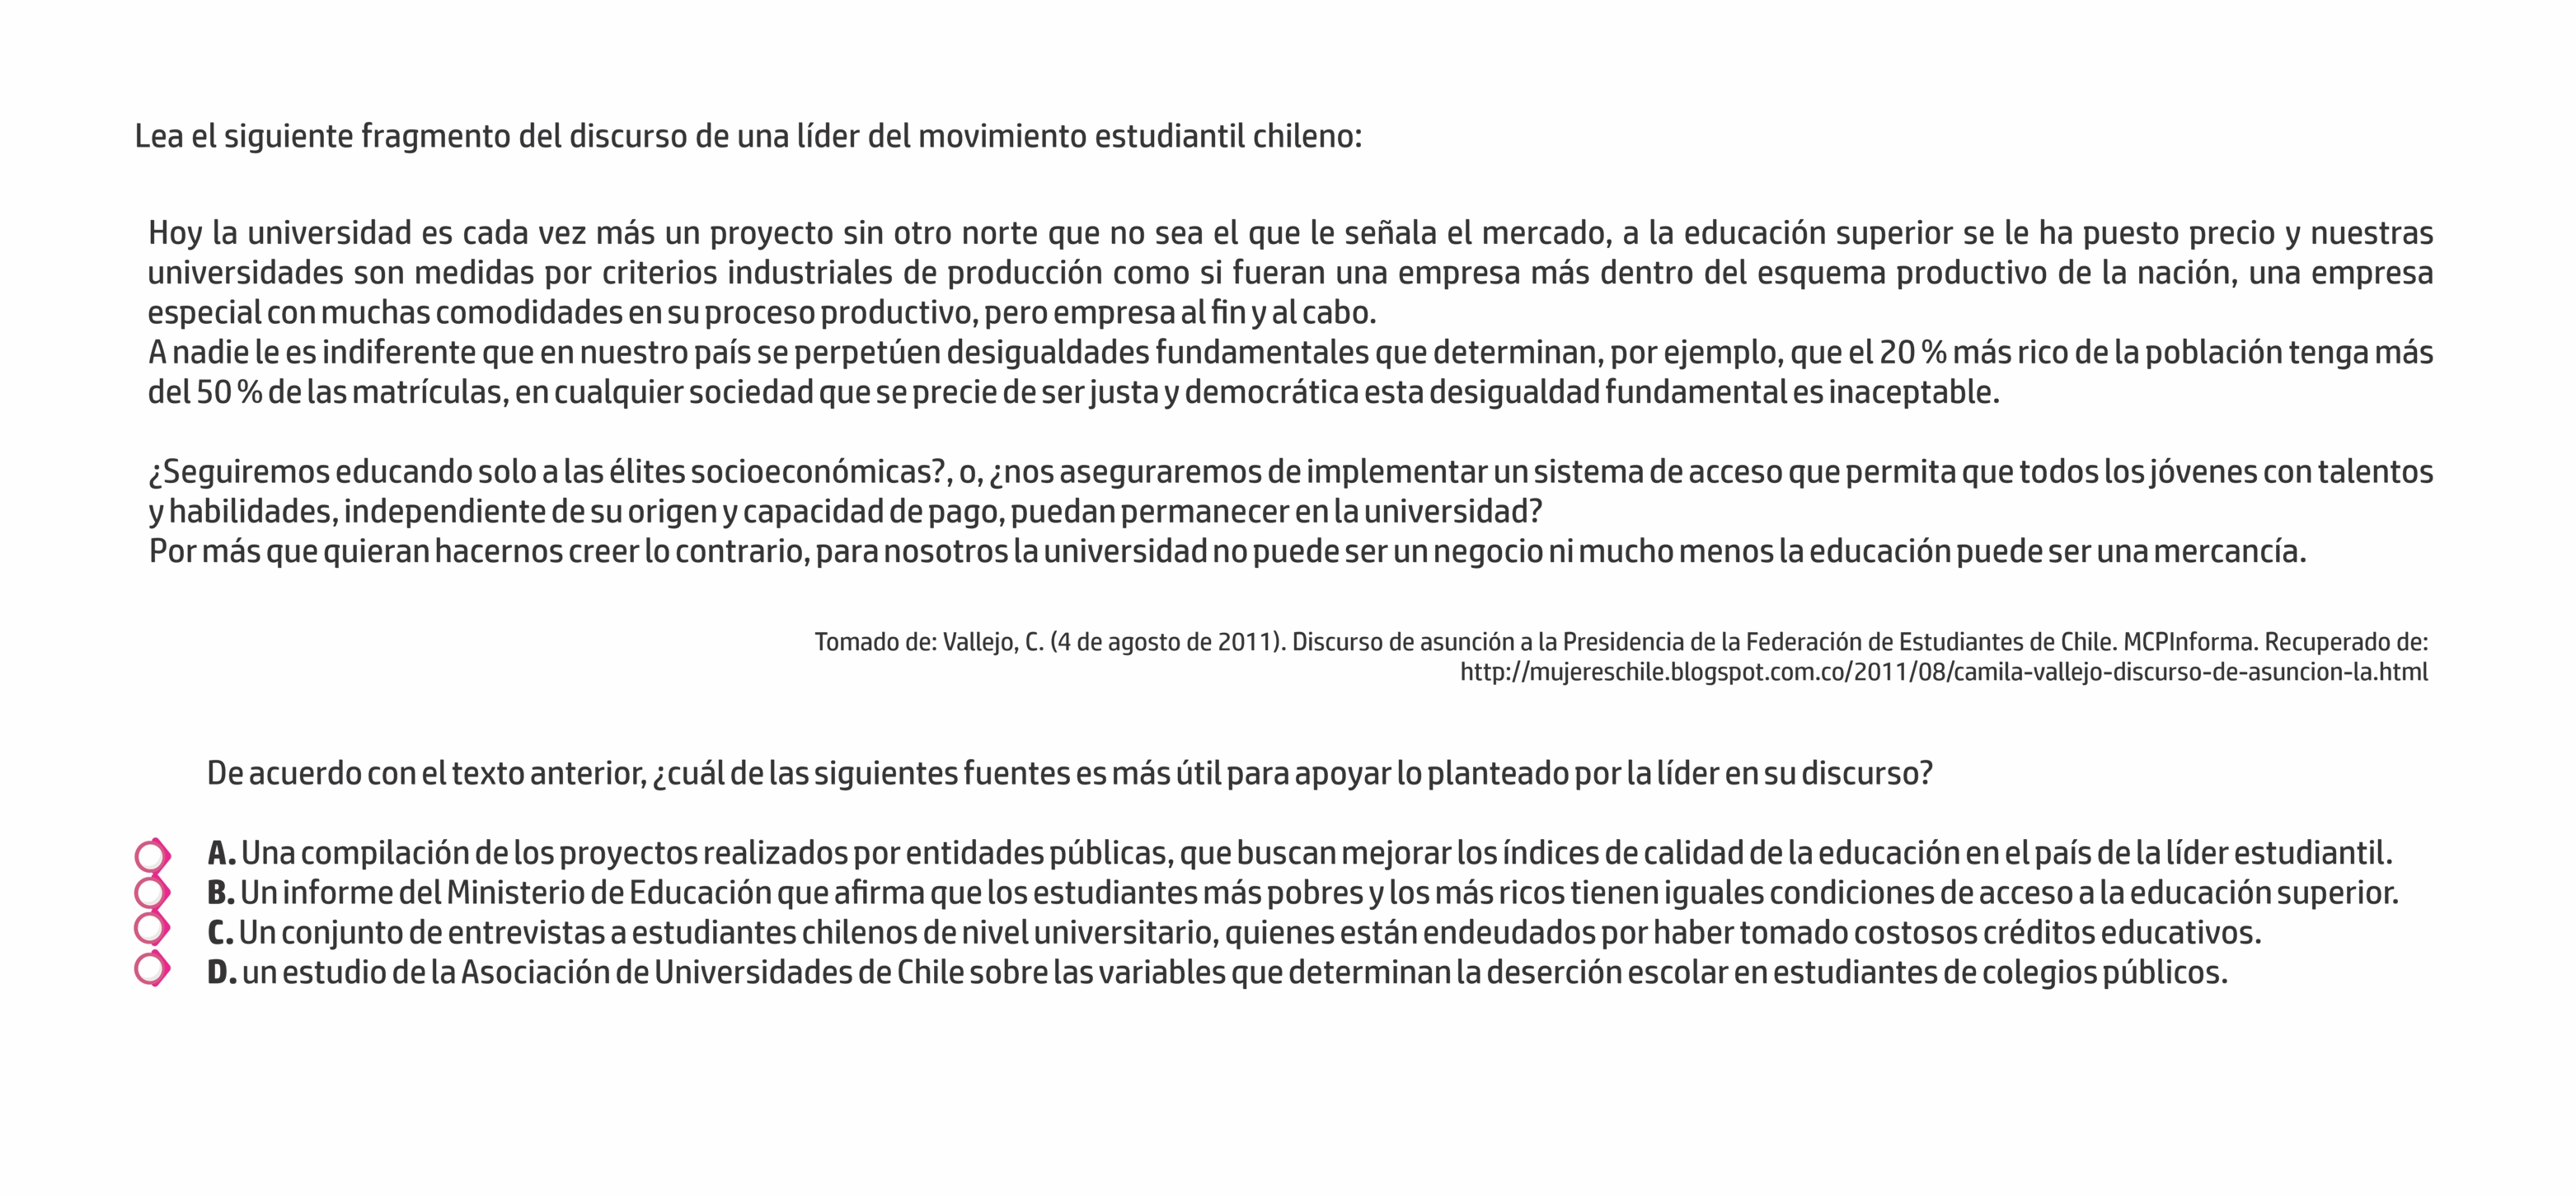 Lea el siguiente fragmento del discurso de una líder del movimiento estudiantil chileno:
Hoy la universidad es cada vez más un proyecto sin otro norte que no sea el que le señala el mercado, a la educación superior se le ha puesto precio y nuestras
universidades son medidas por criterios industriales de producción como si fueran una empresa más dentro del esquema productivo de la nación, una empresa
especial con muchas comodidades en su proceso productivo, pero empresa al fin y al cabo.
A nadie le es indiferente que en nuestro país se perpetúen desigualdades fundamentales que determinan, por ejemplo, que el 20 % más rico de la población tenga más
del 50 % de las matrículas, en cualquier sociedad que se precie de ser justa y democrática esta desigualdad fundamental es inaceptable.
¿Seguiremos educando solo a las élites socioeconómicas?, o, ¿nos aseguraremos de implementar un sistema de acceso que permita que todos los jóvenes con talentos
y habilidades, independiente de su origen y capacidad de pago, puedan permanecer en la universidad?
Por más que quieran hacernos creer lo contrario, para nosotros la universidad no puede ser un negocio ni mucho menos la educación puede ser una mercancía.
Tomado de: Vallejo, C. (4 de agosto de 2011). Discurso de asunción a la Presidencia de la Federación de Estudiantes de Chile. MCPInforma. Recuperado de:
http://mujereschile.blogspot.com.co/2011/08/camila-vallejo-discurso-de-asuncion-la.html
De acuerdo con el texto anterior, ¿cuál de las siguientes fuentes es más útil para apoyar lo planteado por la líder en su discurso?
A. Una compilación de los proyectos realizados por entidades públicas, que buscan mejorar los índices de calidad de la educación en el país de la líder estudiantil.
B. Un informe del Ministerio de Educación que afirma que los estudiantes más pobres y los más ricos tienen iguales condiciones de acceso a la educación superior.
C. Un conjunto de entrevistas a estudiantes chilenos de nivel universitario, quienes están endeudados por haber tomado costosos créditos educativos.
D. un estudio de la Asociación de Universidades de Chile sobre las variables que determinan la deserción escolar en estudiantes de colegios públicos.